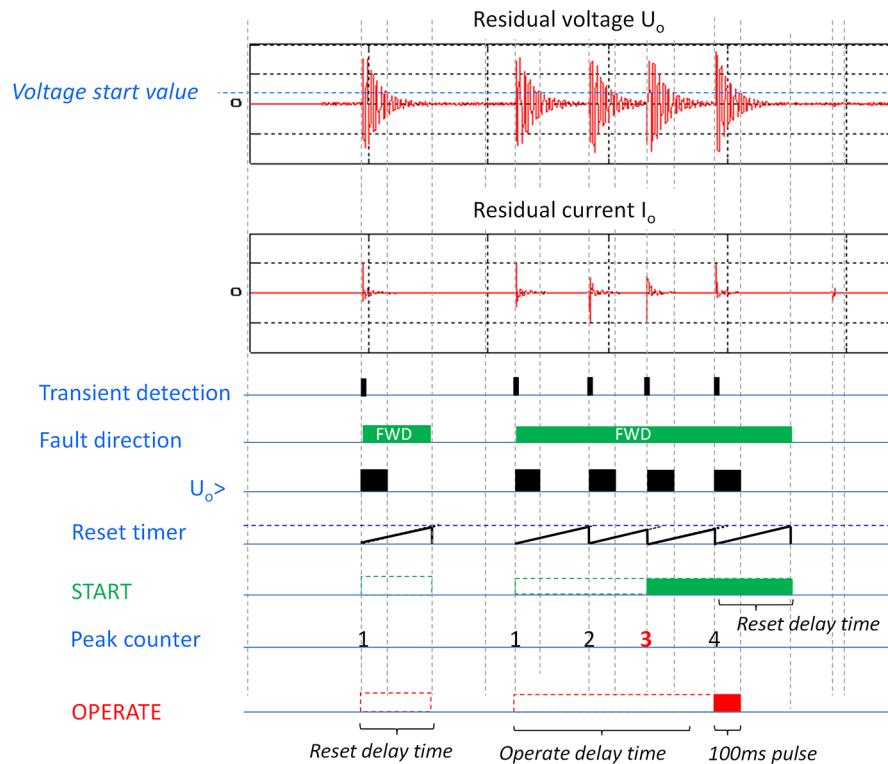 Residual voltage Uo
Voltage start value
0
Residual current Io
0
Transient detection
Fault direction
FWD
FWD
Uo>
Reset timer
START
Reset delay time
Peak counter
1
1
2
3
4
OPERATE
Reset delay time
Operate delay time
100ms pulse